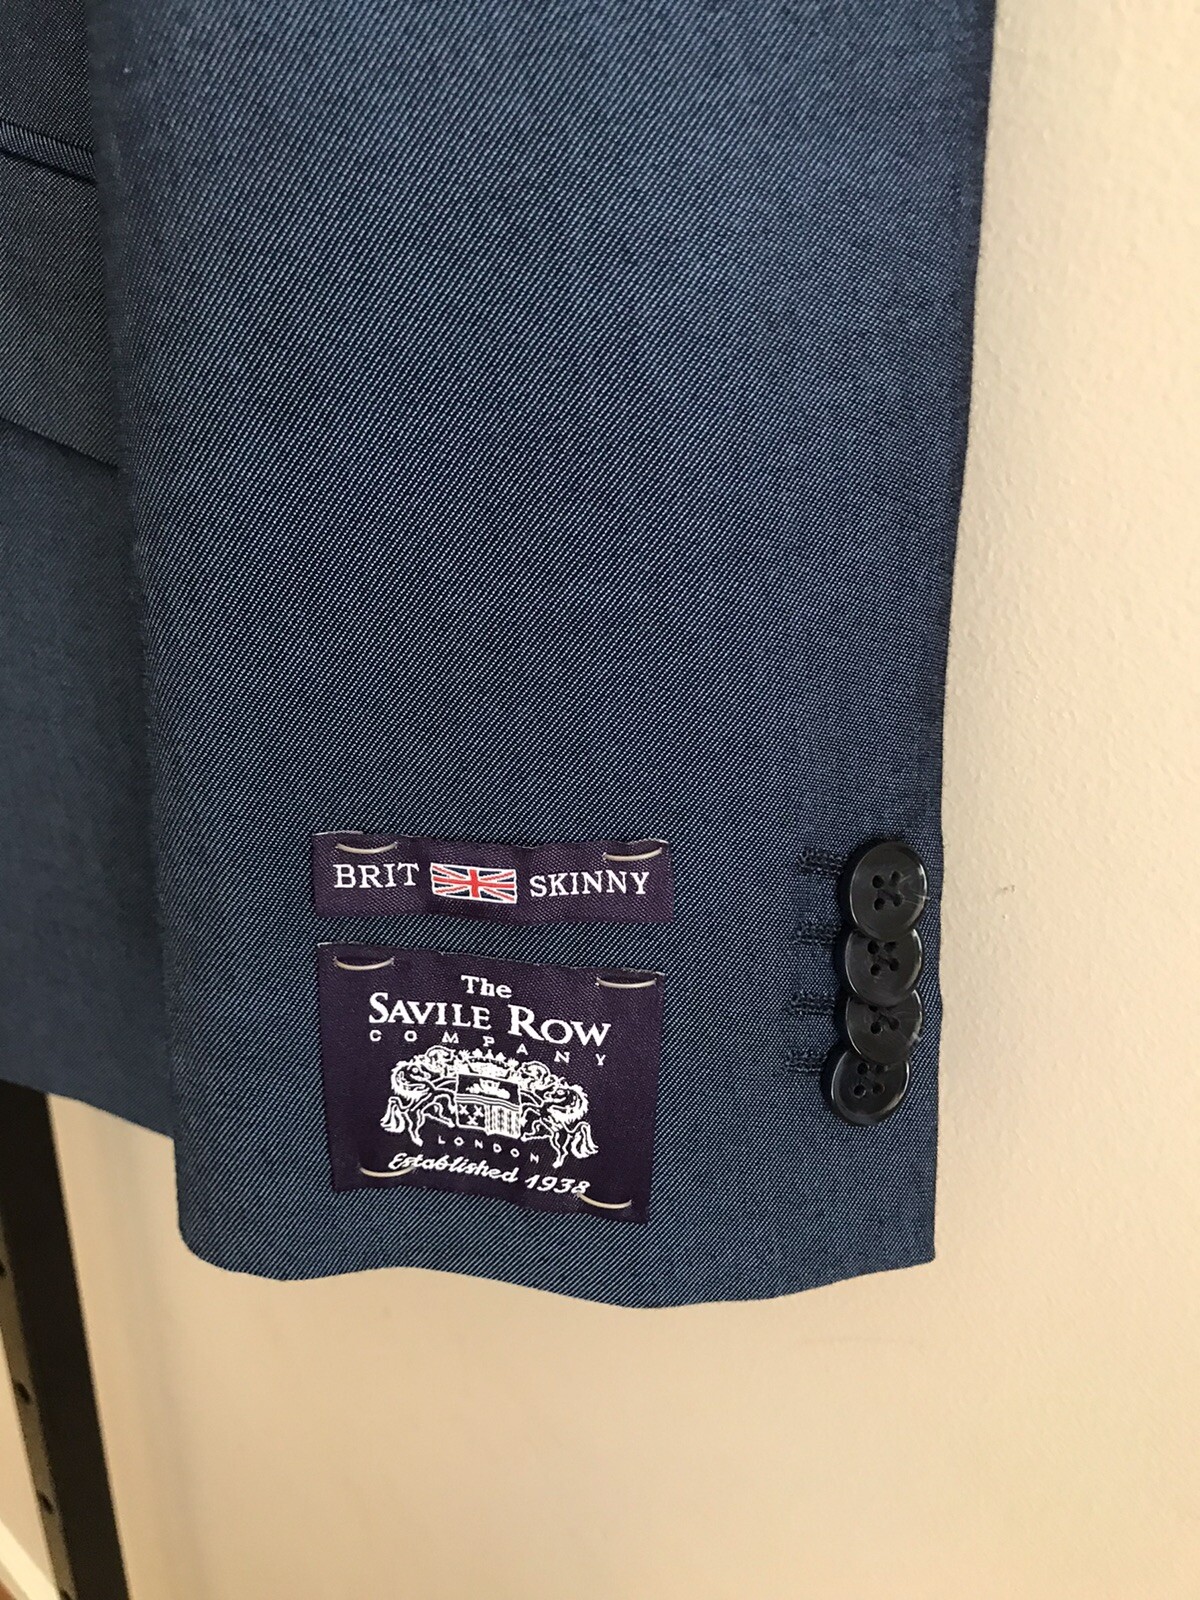 BRIT SKINNY
The
SAVILE ROW
COMPANY
LONDON
Established 1938